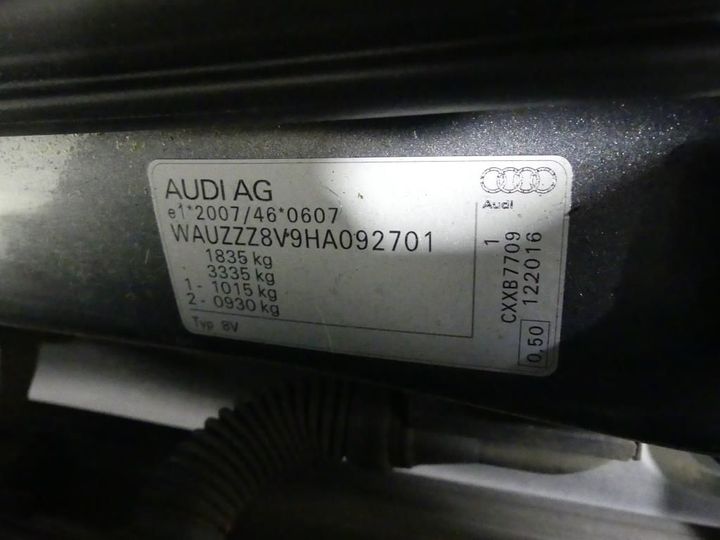 AUDI AG
e1*2007/46*0607
WAUZZZ8V9HA092701
1835 kg
3335 kg
1 - 1015 kg
2 - 0930 kg
Typ 8V
Audi
1
CXXB7709
0,50 122016